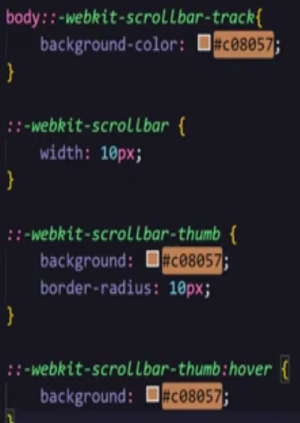 body::-webkit-scrollbar-track{
background-color: #c08057;
}
::-webkit-scrollbar {
width: 10px;
}
::-webkit-scrollbar-thumb {
background: #c08057;
border-radius: 10px;
}
::-webkit-scrollbar-thumb:hover {
background: #c08057;
}